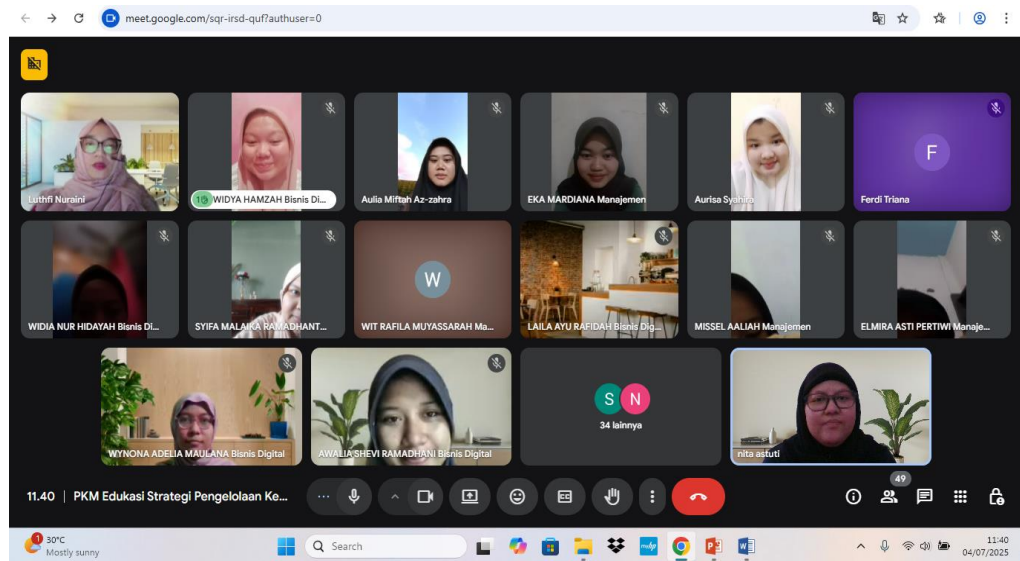 meet.google.com/sqr-irsd-quf?authuser=0
Luthfi Nuraini
10 WIDYA HAMZAH Bisnis Di...
Aulia Miftah Az-zahra
EKA MARDIANA Manajemen
Aurisa Syahira
F
Ferdi Triana
WIDIA NUR HIDAYAH Bisnis Di...
SYIFA MALAIKA RAMADHANT...
W
WIT RAFILA MUYASSARAH Ma...
LAILA AYU RAFIDAH Bisnis Dig...
MISSEL AALIAH Manajemen
ELMIRA ASTI PERTIWI Manaje...
WYNONA ADELIA MAULANA Bisnis Digital
AWALIA SHEVI RAMADHANI Bisnis Digital
S N
34 lainnya
nita astuti
11.40 | PKM Edukasi Strategi Pengelolaan Ke...
CC
49
1
30°C
Mostly sunny
Search
11:40
04/07/2025